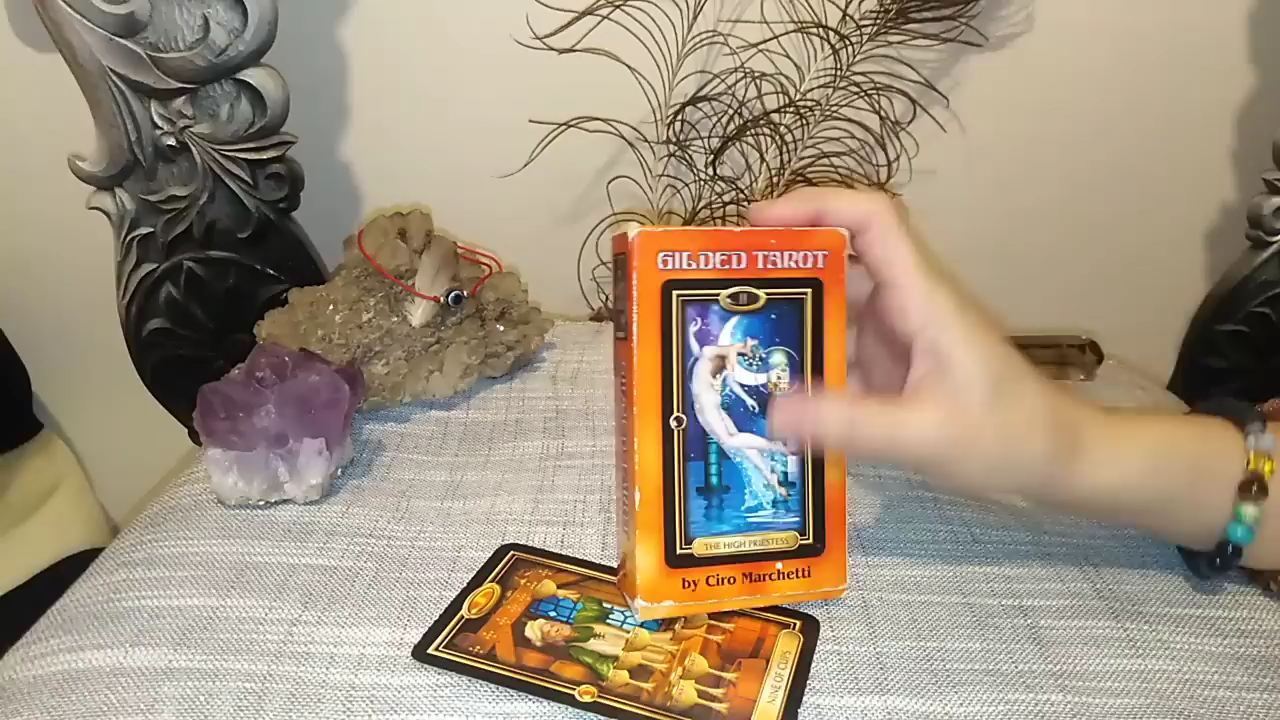 GILDED TAROT
II
THE HIGH PRIESTESS
by Ciro Marchetti
NINE OF CUPS